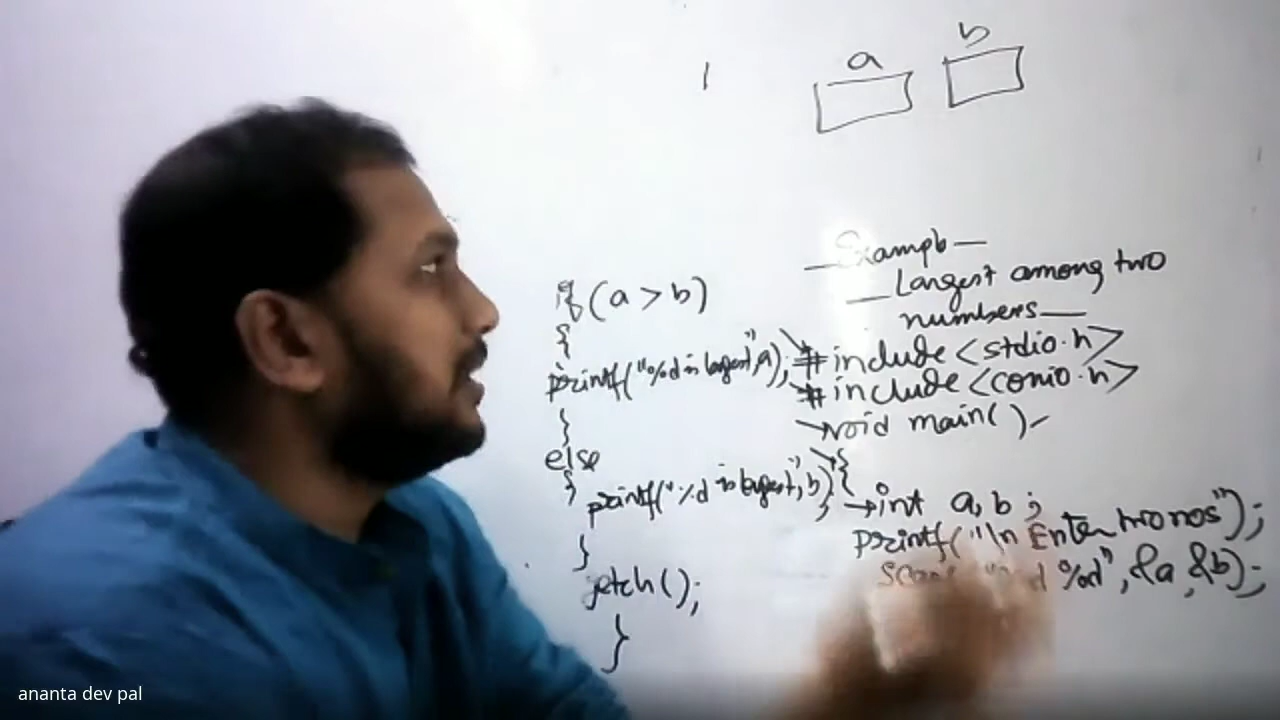 a
b
Example
Largest among two
numbers
#include <stdio.h>
#include <conio.h>
void main()
{
int a,b;
printf("\n Enter two nos");
%d", &a, &b);
if(a > b)
{
printf("%d is largest",a);
}
else
{
printf("%d is largest", b);
}
getch();
}
ananta dev pal